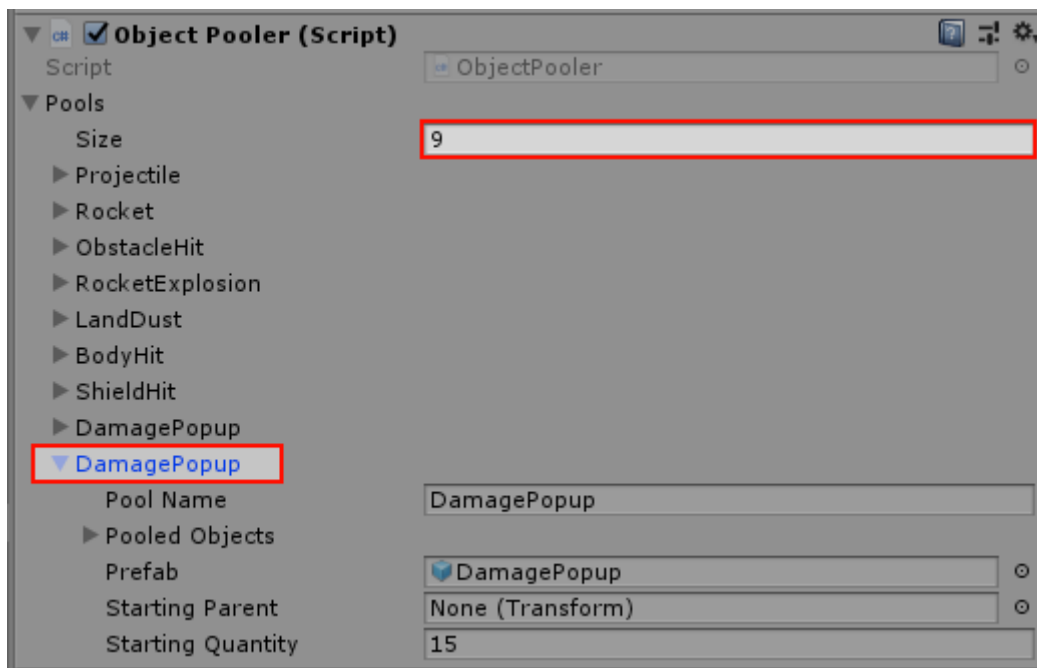 Object Pooler (Script)
Script ObjectPooler
Pools
Size 9
Projectile
Rocket
ObstacleHit
RocketExplosion
LandDust
BodyHit
ShieldHit
DamagePopup
DamagePopup
Pool Name DamagePopup
Pooled Objects
Prefab DamagePopup
Starting Parent None (Transform)
Starting Quantity 15